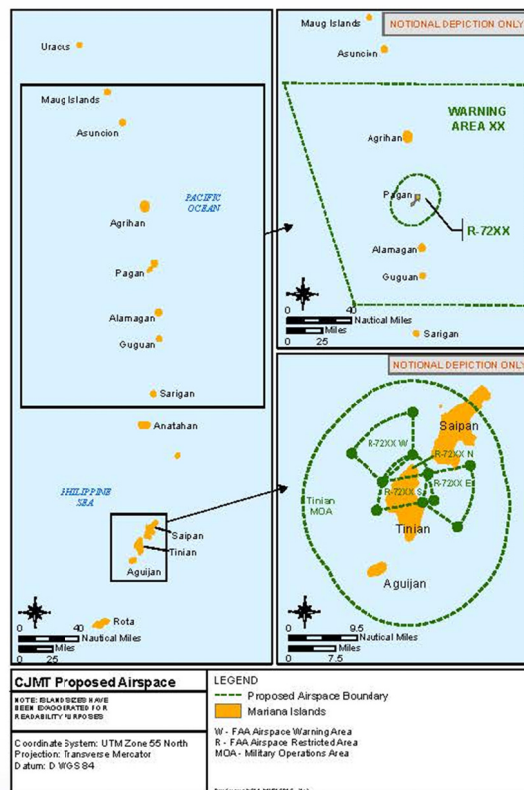 Uracus
Maug Islands
Asuncion
PACIFIC
OCEAN
Agrihan
Pagan
Alamagan
Guguan
Sarigan
Anatahan
PHILIPPINE
SEA
Saipan
Tinian
Aguijan
Rota
0 40
Nautical Miles
Miles
0 25
Maug Islands
NOTIONAL DEPICTION ONLY
Asuncion
WARNING
AREA XX
Agrihan
Pagan
R-72XX
Alamagan
Guguan
0 40
Nautical Miles
Miles
0 25
Sarigan
NOTIONAL DEPICTION ONLY
Saipan
R-72XX W
R-72XX N
R-72XX E
R-72XX S
Tinian
MOA
Tinian
Aguijan
0 9.5
Nautical Miles
Miles
0 7.5
CJMT Proposed Airspace
NOTE: ISLAND SIZES HAVE
BEEN EXAGGERATED FOR
READABILITY PURPOSES
Coordinate System: UTM Zone 55 North
Projection: Transverse Mercator
Datum: D WGS 84
LEGEND
Proposed Airspace Boundary
Mariana Islands
W - FAA Airspace Warning Area
R - FAA Airspace Restricted Area
MOA - Military Operations Area